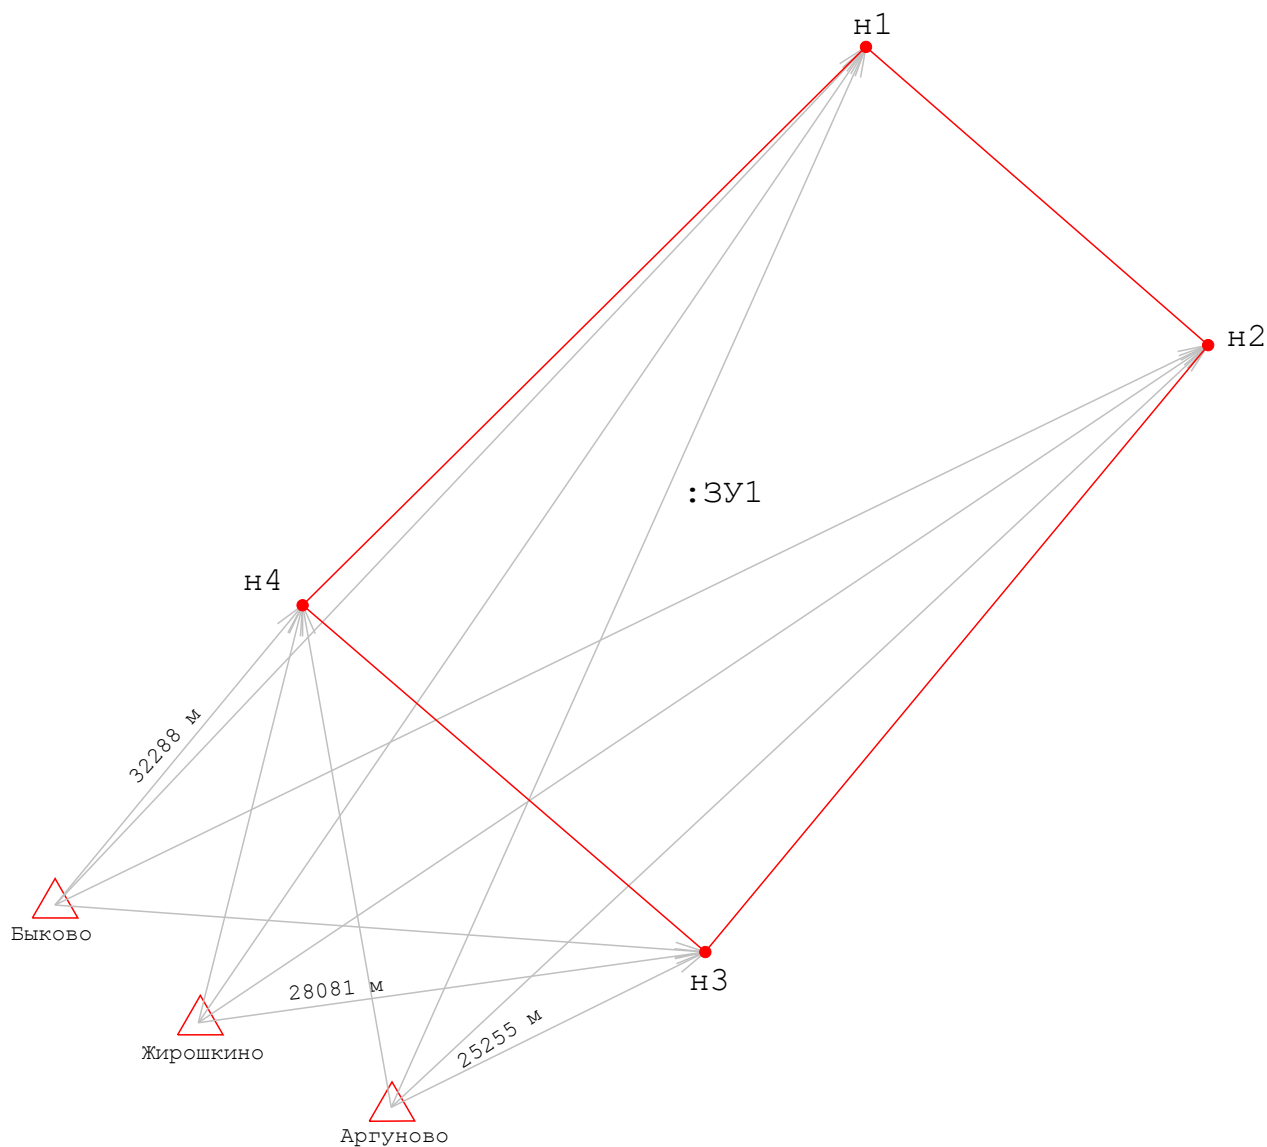 н1
н2
:ЗУ1
н4
32288 м
Быково
н3
28081 м
25255 м
Жирошкино
Аргуново